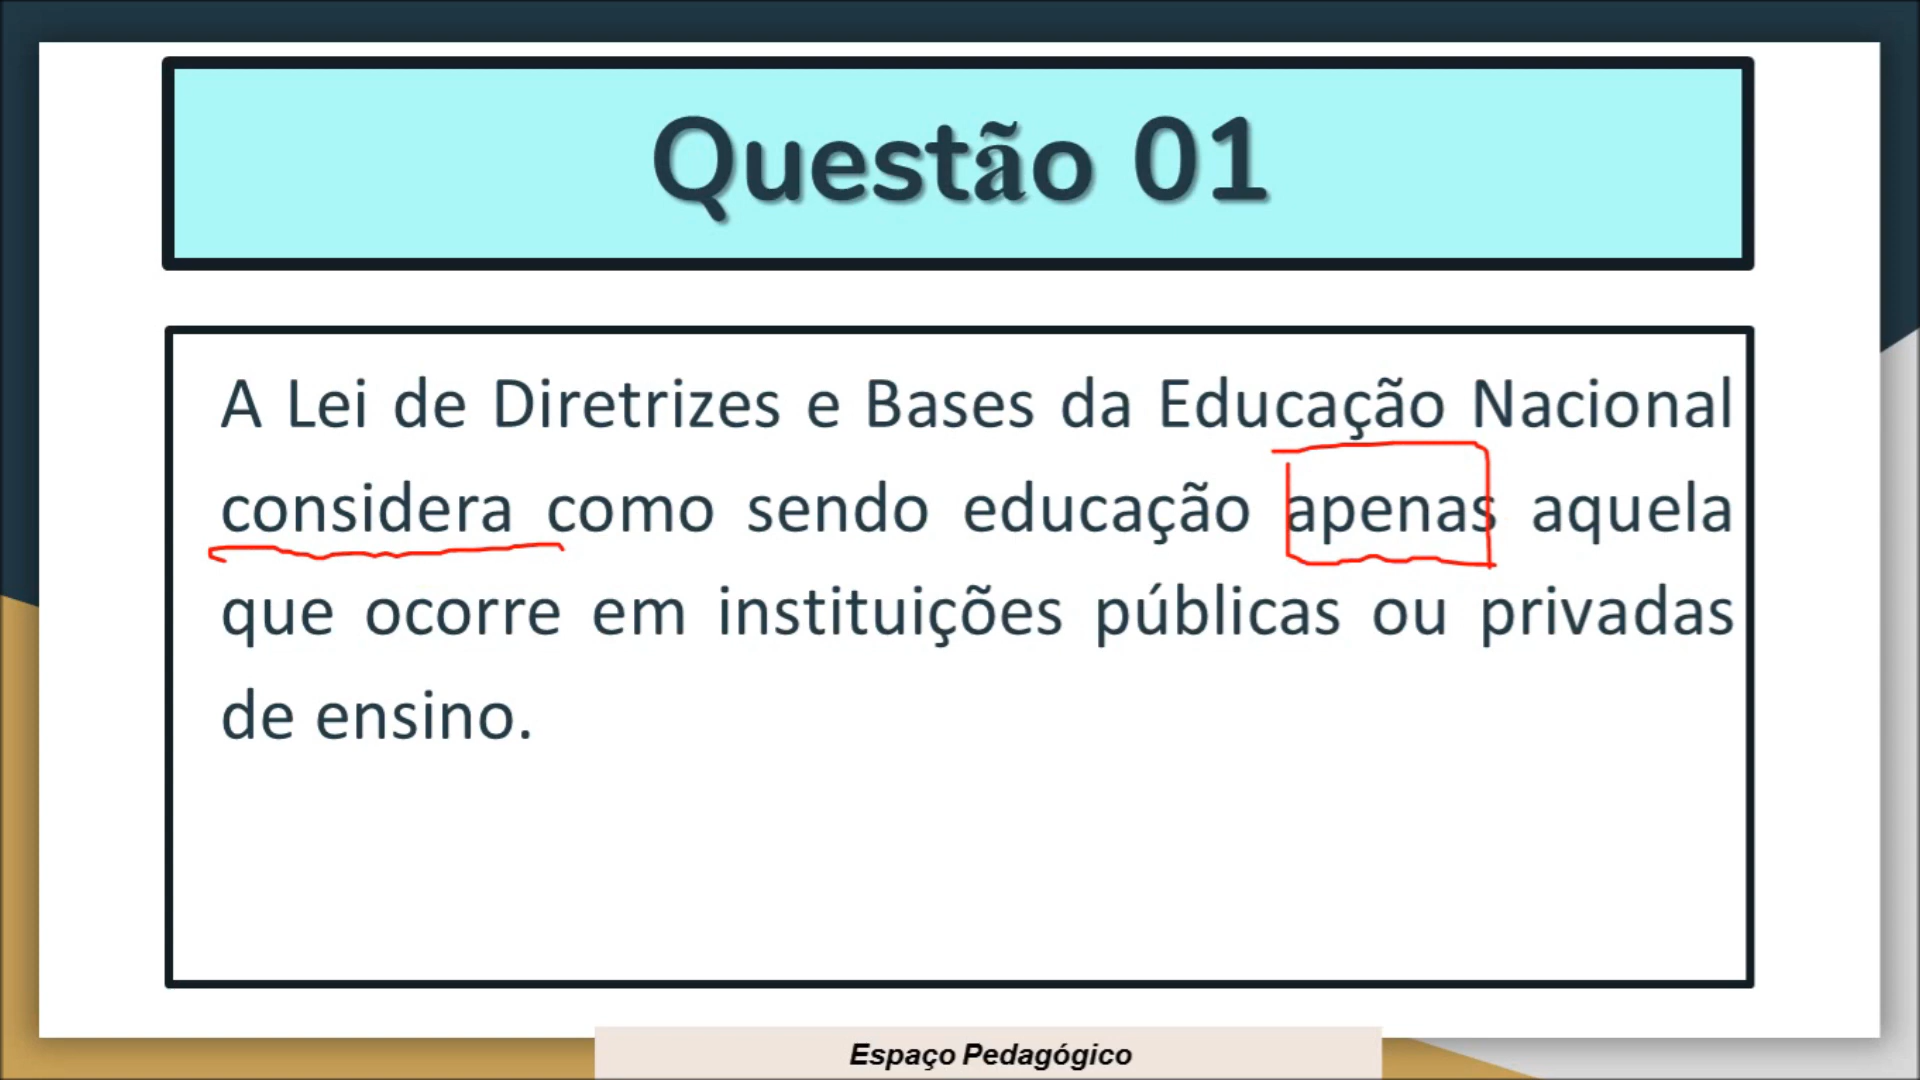 Questão 01
A Lei de Diretrizes e Bases da Educação Nacional
considera como sendo educação apenas aquela
que ocorre em instituições públicas ou privadas
de ensino.
Espaço Pedagógico